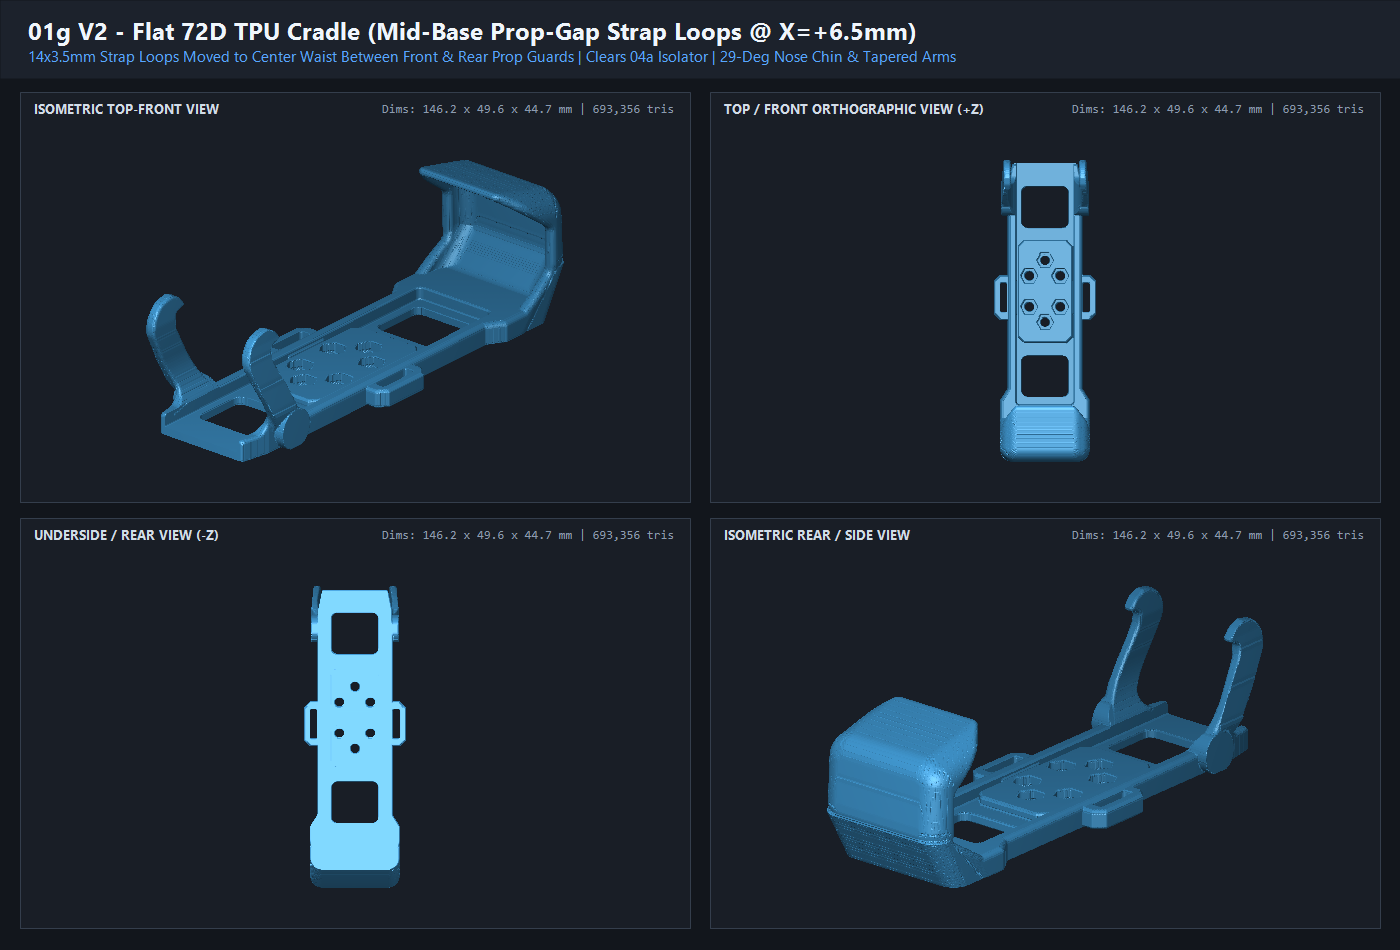 01g V2 - Flat 72D TPU Cradle (Mid-Base Prop-Gap Strap Loops @ X=+6.5mm)
14x3.5mm Strap Loops Moved to Center Waist Between Front & Rear Prop Guards | Clears 04a Isolator | 29-Deg Nose Chin & Tapered Arms
ISOMETRIC TOP-FRONT VIEW Dims: 146.2 x 49.6 x 44.7 mm | 693,356 tris
TOP / FRONT ORTHOGRAPHIC VIEW (+Z) Dims: 146.2 x 49.6 x 44.7 mm | 693,356 tris
UNDERSIDE / REAR VIEW (-Z) Dims: 146.2 x 49.6 x 44.7 mm | 693,356 tris
ISOMETRIC REAR / SIDE VIEW Dims: 146.2 x 49.6 x 44.7 mm | 693,356 tris